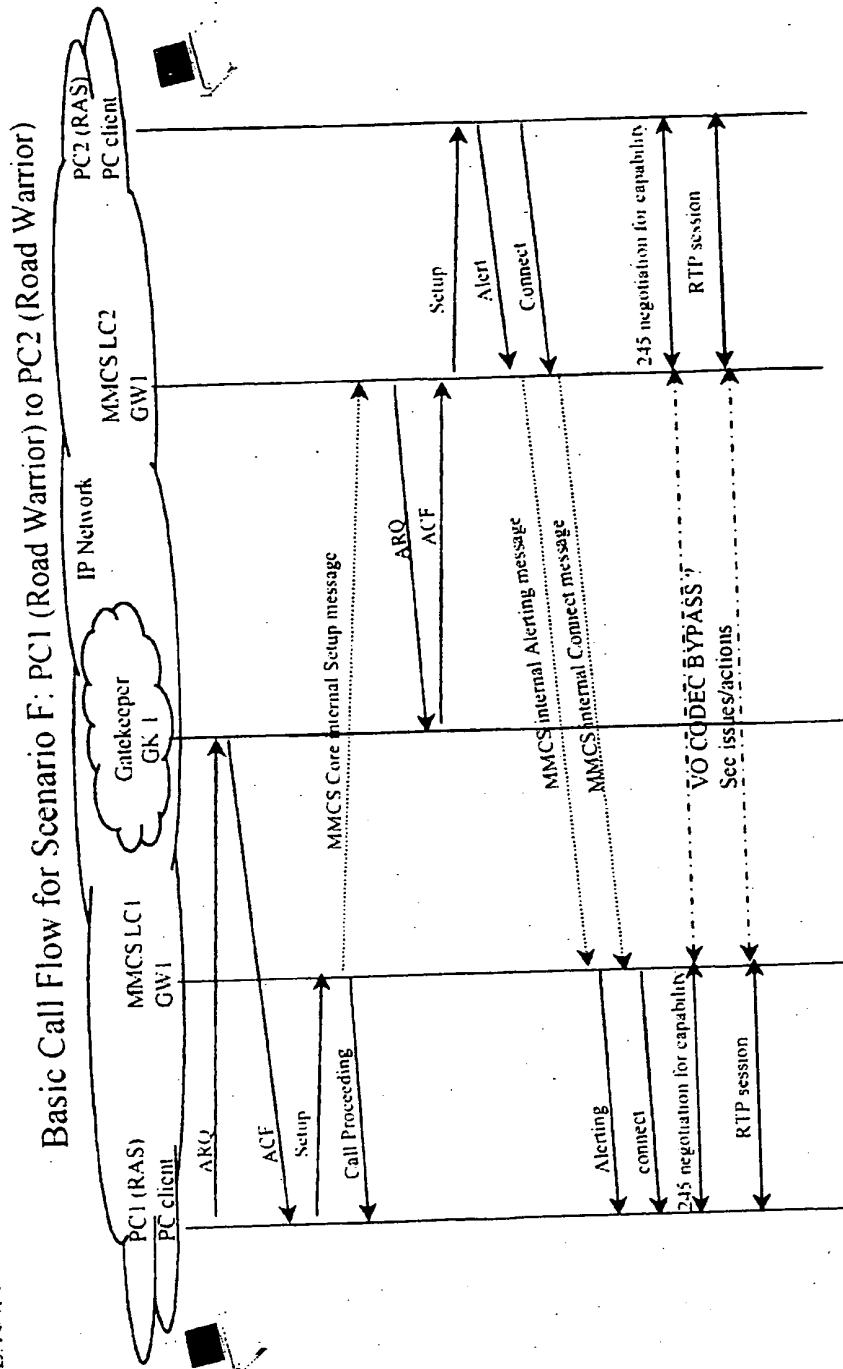 Basic Call Flow for Scenario F: PC1 (Road Warrior) to PC2 (Road Warrior)
PC1 (RAS)
PC client
MMCS LC1
GW1
Gatekeeper
GK 1
IP Network
MMCS LC2
GW1
PC2 (RAS)
PC client
ARQ
ACF
Setup
Call Proceeding
MMCS Core internal Setup message
ARQ
ACF
Setup
Alert
Connect
MMCS internal Alerting message
MMCS Internal Connect message
Alerting
connect
245 negotiation for capability
RTP session
VO CODEC BYPASS ?
See issues/actions
245 negotiation for capability
RTP session